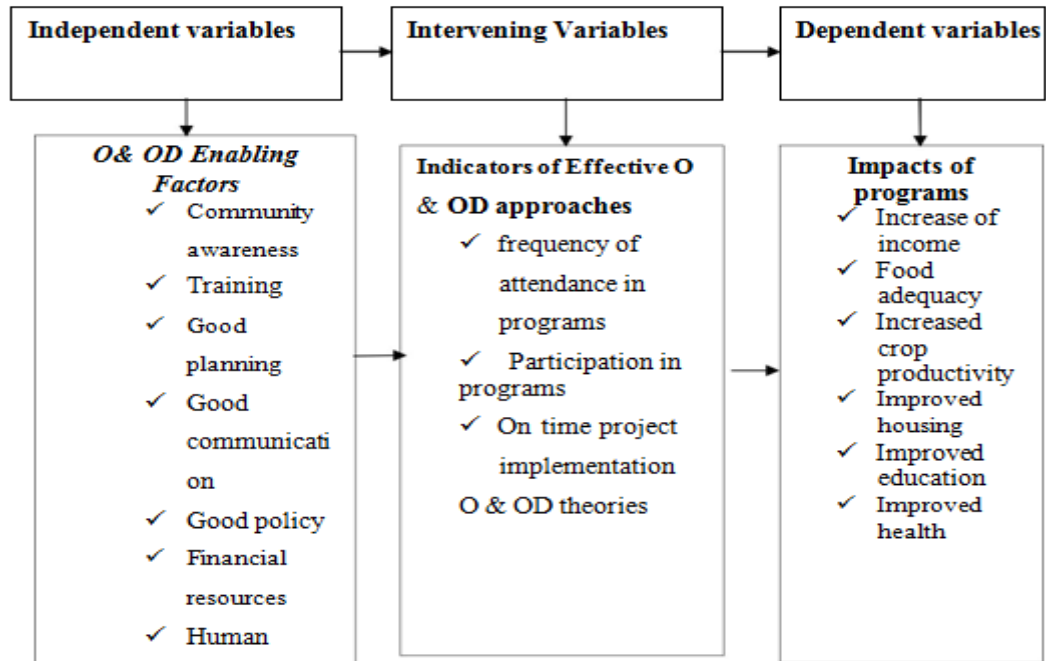 Independent variables
Intervening Variables
Dependent variables
O& OD Enabling
Factors
✓ Community
awareness
✓ Training
✓ Good
planning
✓ Good
communicati
on
✓ Good policy
✓ Financial
resources
✓ Human
Indicators of Effective O
& OD approaches
✓ frequency of
attendance in
programs
✓ Participation in
programs
✓ On time project
implementation
O & OD theories
Impacts of
programs
✓ Increase of
income
✓ Food
adequacy
✓ Increased
crop
productivity
✓ Improved
housing
✓ Improved
education
✓ Improved
health